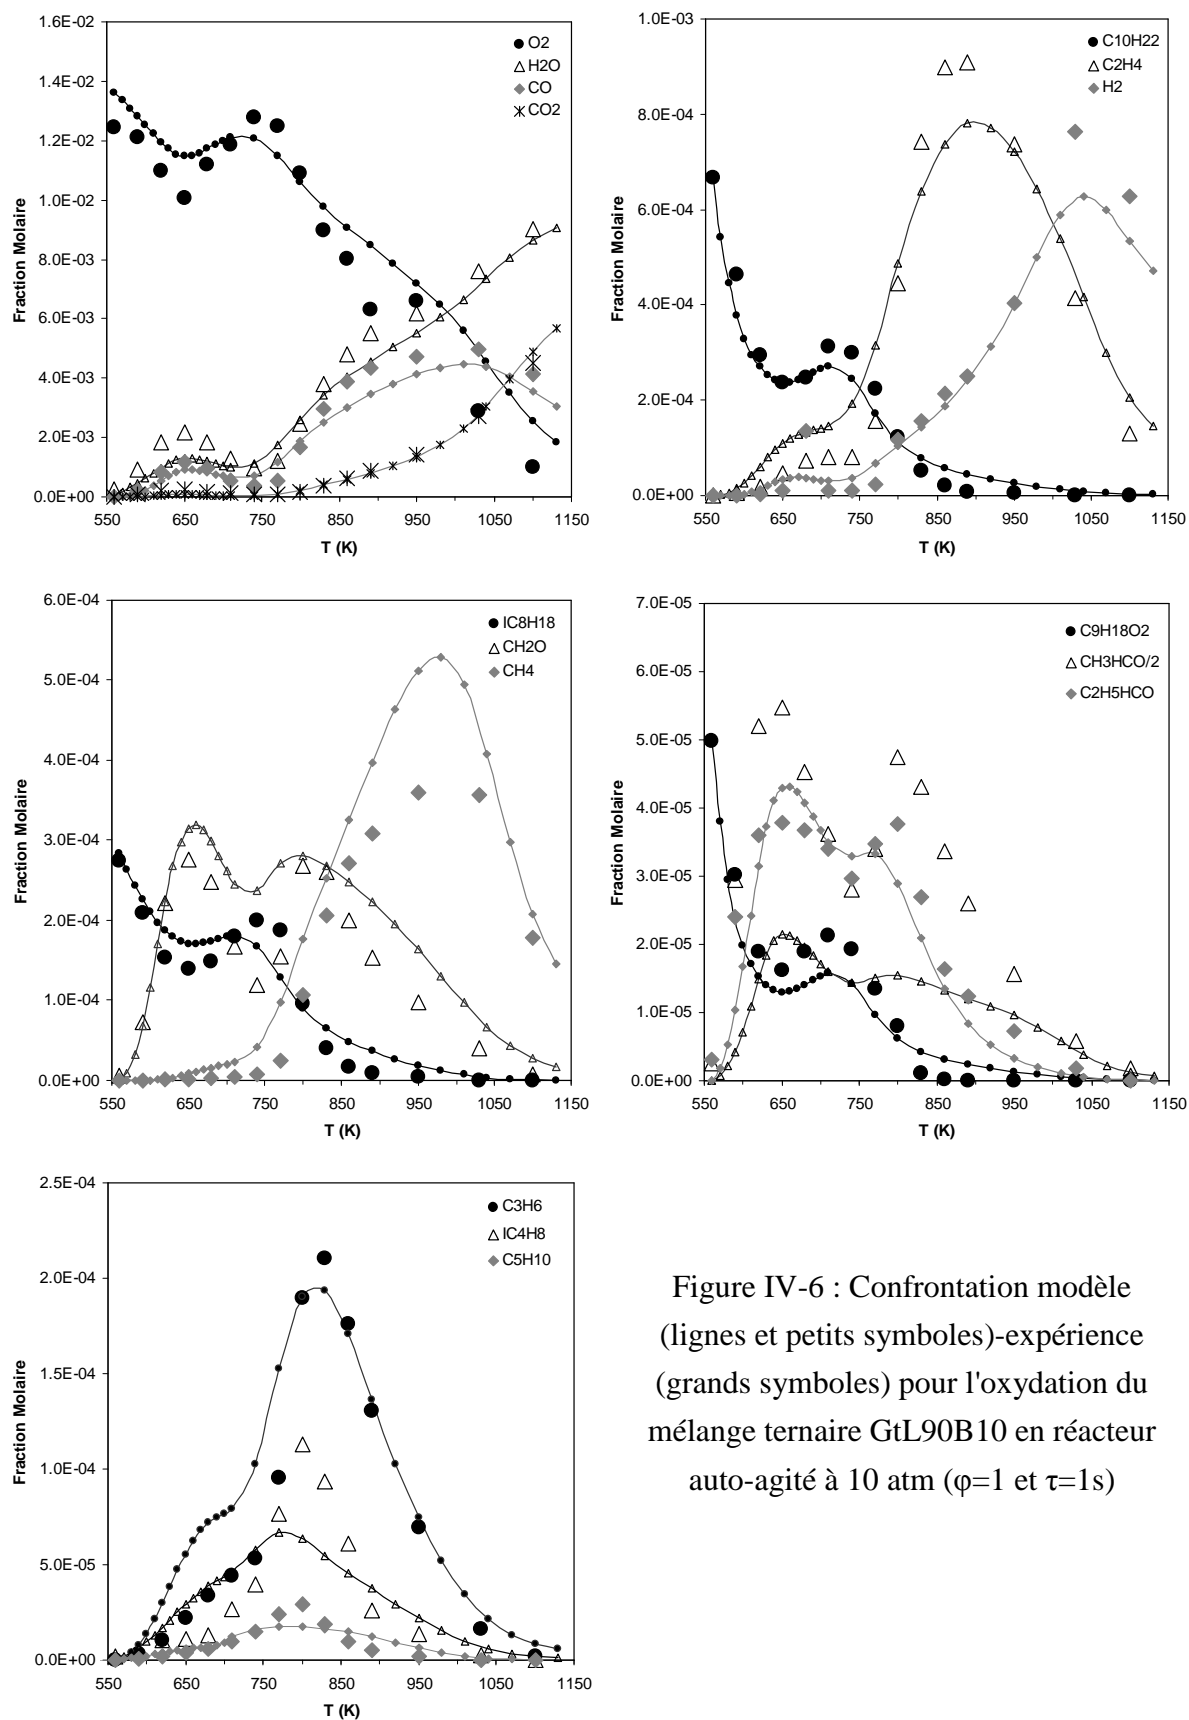 1.6E-02
1.4E-02
1.2E-02
1.0E-02
8.0E-03
6.0E-03
4.0E-03
2.0E-03
0.0E+00
Fraction Molaire
O2
H2O
CO
CO2
550 650 750 850 950 1050 1150
T (K)
1.0E-03
8.0E-04
6.0E-04
4.0E-04
2.0E-04
0.0E+00
Fraction Molaire
C10H22
C2H4
H2
550 650 750 850 950 1050 1150
T (K)
6.0E-04
5.0E-04
4.0E-04
3.0E-04
2.0E-04
1.0E-04
0.0E+00
Fraction Molaire
IC8H18
CH2O
CH4
550 650 750 850 950 1050 1150
T (K)
7.0E-05
6.0E-05
5.0E-05
4.0E-05
3.0E-05
2.0E-05
1.0E-05
0.0E+00
Fraction Molaire
C9H18O2
CH3HCO/2
C2H5HCO
550 650 750 850 950 1050 1150
T (K)
2.5E-04
2.0E-04
1.5E-04
1.0E-04
5.0E-05
0.0E+00
Fraction Molaire
C3H6
IC4H8
C5H10
550 650 750 850 950 1050 1150
T (K)
Figure IV-6 : Confrontation modèle
(lignes et petits symboles)-expérience
(grands symboles) pour l'oxydation du
mélange ternaire GtL90B10 en réacteur
auto-agité à 10 atm (φ=1 et τ=1s)